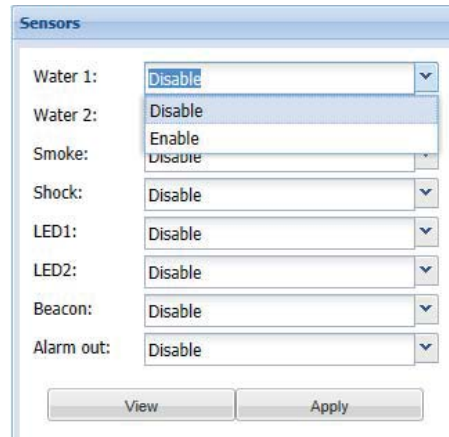 Sensors
Water 1: Disable
Disable
Water 2:
Enable
Smoke: Disable
Shock: Disable
LED1: Disable
LED2: Disable
Beacon: Disable
Alarm out: Disable
View Apply